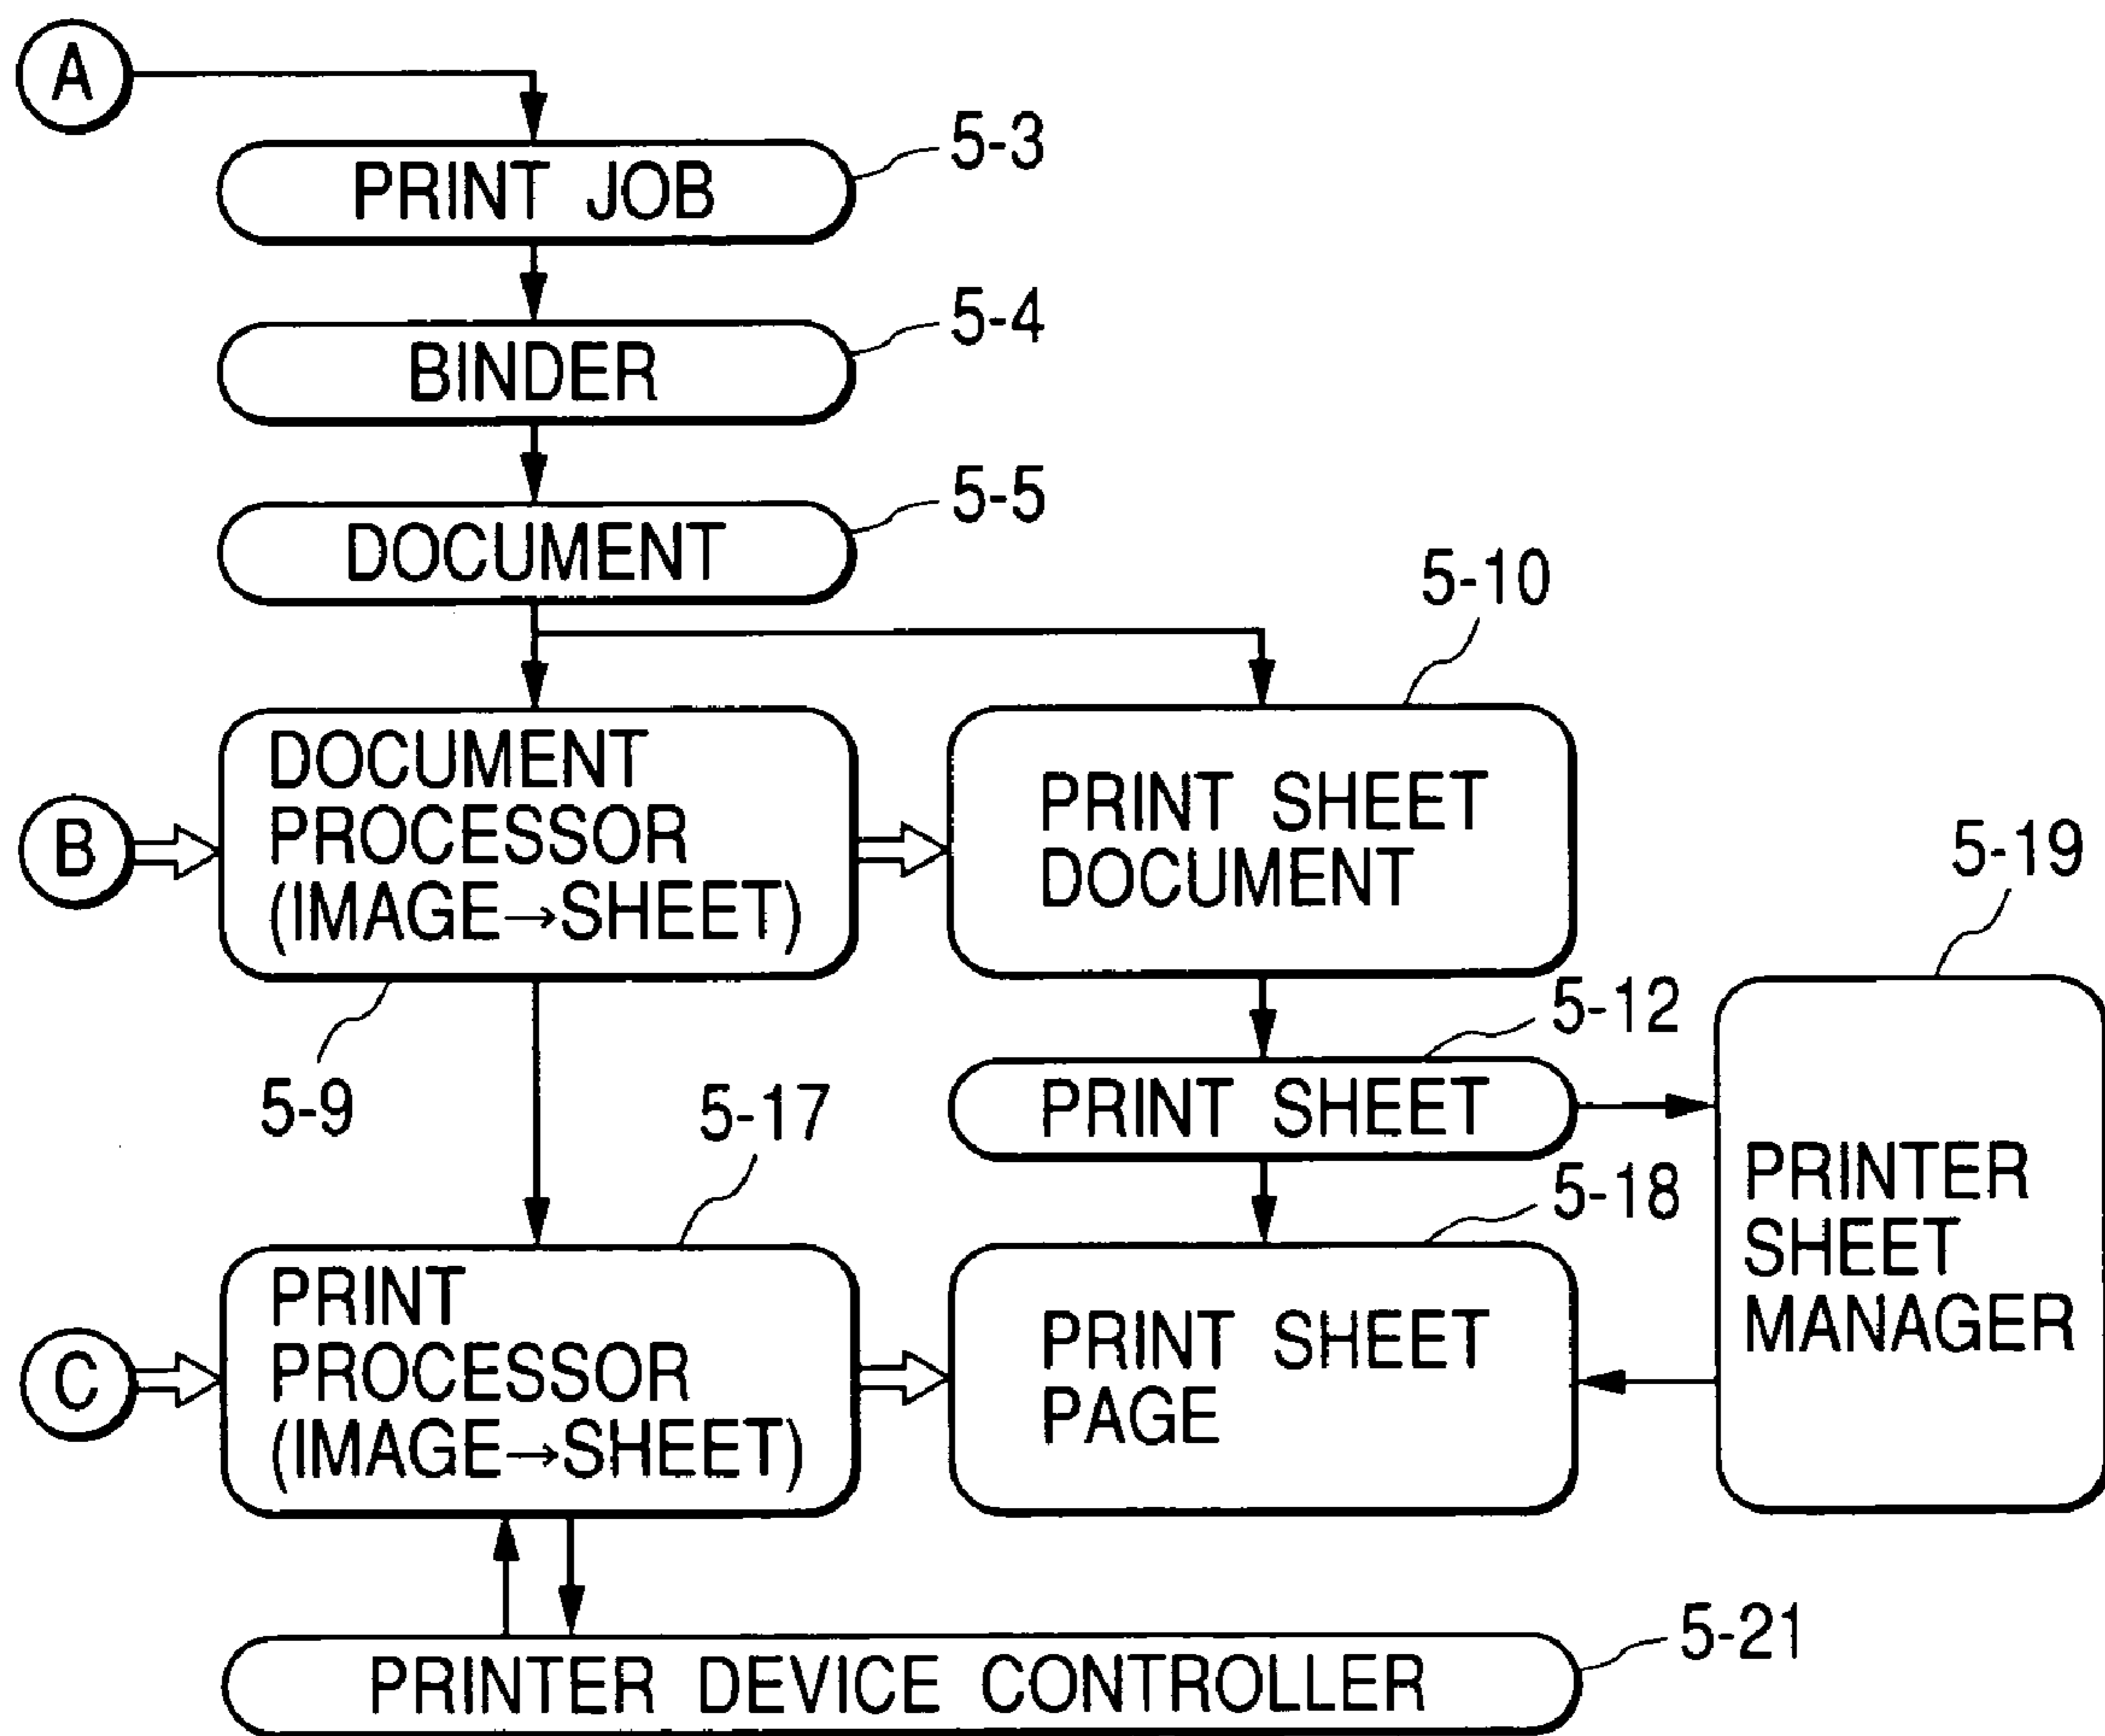 A
5-3
PRINT JOB
5-4
BINDER
5-5
DOCUMENT
5-10
DOCUMENT
PROCESSOR
(IMAGE→SHEET)
PRINT SHEET
DOCUMENT
B
5-19
5-12
5-9
PRINT SHEET
5-17
5-18
PRINTER
SHEET
MANAGER
PRINT
PROCESSOR
(IMAGE→SHEET)
PRINT SHEET
PAGE
C
5-21
PRINTER DEVICE CONTROLLER